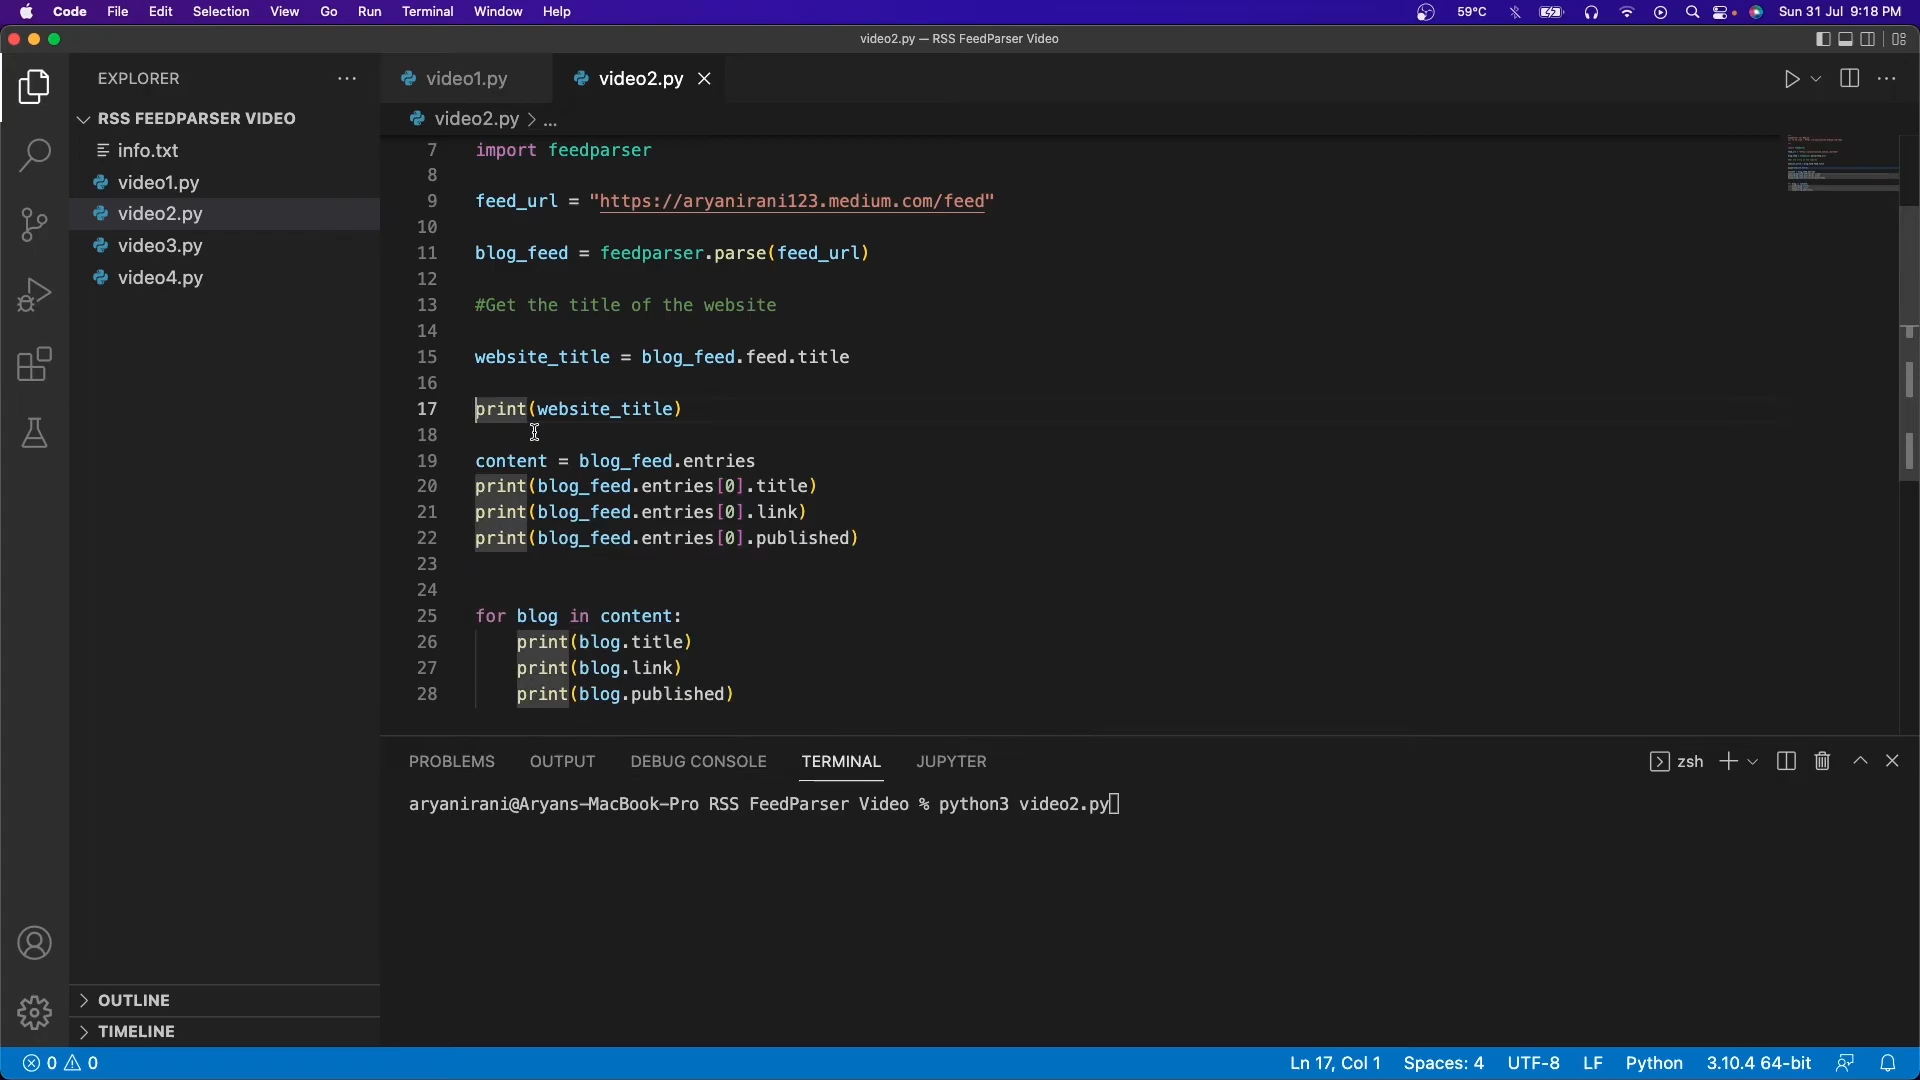 Code File Edit Selection View Go Run Terminal Window Help 59°C Sun 31 Jul 9:18 PM
video2.py — RSS FeedParser Video
EXPLORER
RSS FEEDPARSER VIDEO
info.txt
video1.py
video2.py
video3.py
video4.py
OUTLINE
TIMELINE
video1.py video2.py
video2.py > ...
7 import feedparser
8
9 feed_url = "https://aryanirani123.medium.com/feed"
10
11 blog_feed = feedparser.parse(feed_url)
12
13 #Get the title of the website
14
15 website_title = blog_feed.feed.title
16
17 print(website_title)
18
19 content = blog_feed.entries
20 print(blog_feed.entries[0].title)
21 print(blog_feed.entries[0].link)
22 print(blog_feed.entries[0].published)
23
24
25 for blog in content:
26 print(blog.title)
27 print(blog.link)
28 print(blog.published)
PROBLEMS OUTPUT DEBUG CONSOLE TERMINAL JUPYTER zsh
aryanirani@Aryans-MacBook-Pro RSS FeedParser Video % python3 video2.py
0 0 Ln 17, Col 1 Spaces: 4 UTF-8 LF Python 3.10.4 64-bit